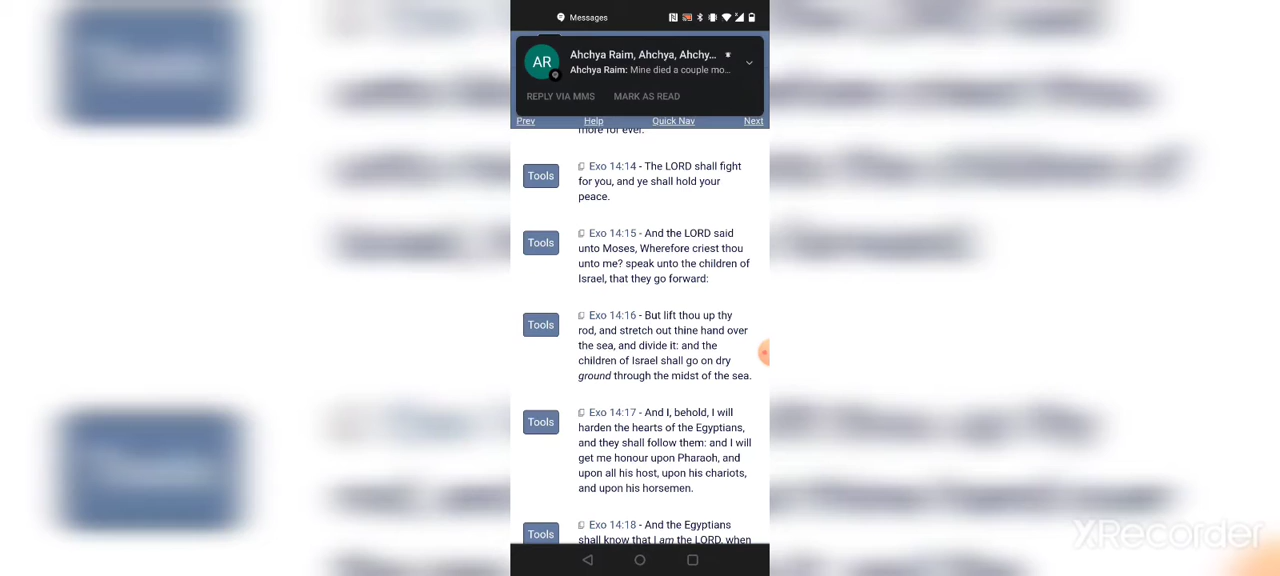 Messages
AR
Ahchya Raim, Ahchya, Ahchy...
Ahchya Raim: Mine died a couple mo...
REPLY VIA MMS MARK AS READ
Prev Help Quick Nav Next
more for ever.
Tools
Exo 14:14 - The LORD shall fight
for you, and ye shall hold your
peace.
Tools
Exo 14:15 - And the LORD said
unto Moses, Wherefore criest thou
unto me? speak unto the children of
Israel, that they go forward:
Tools
Exo 14:16 - But lift thou up thy
rod, and stretch out thine hand over
the sea, and divide it: and the
children of Israel shall go on dry
ground through the midst of the sea.
Tools
Exo 14:17 - And I, behold, I will
harden the hearts of the Egyptians,
and they shall follow them: and I will
get me honour upon Pharaoh, and
upon all his host, upon his chariots,
and upon his horsemen.
Tools
Exo 14:18 - And the Egyptians
shall know that I am the LORD, when
XRecorder